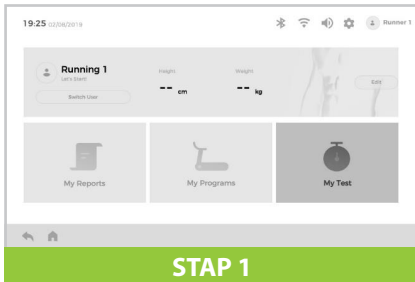 19:25 02/08/2019
Runner 1
Running 1
Let's Start!
Switch User
Height
-- cm
Weight
-- kg
Edit
My Reports
My Programs
My Test
STAP 1